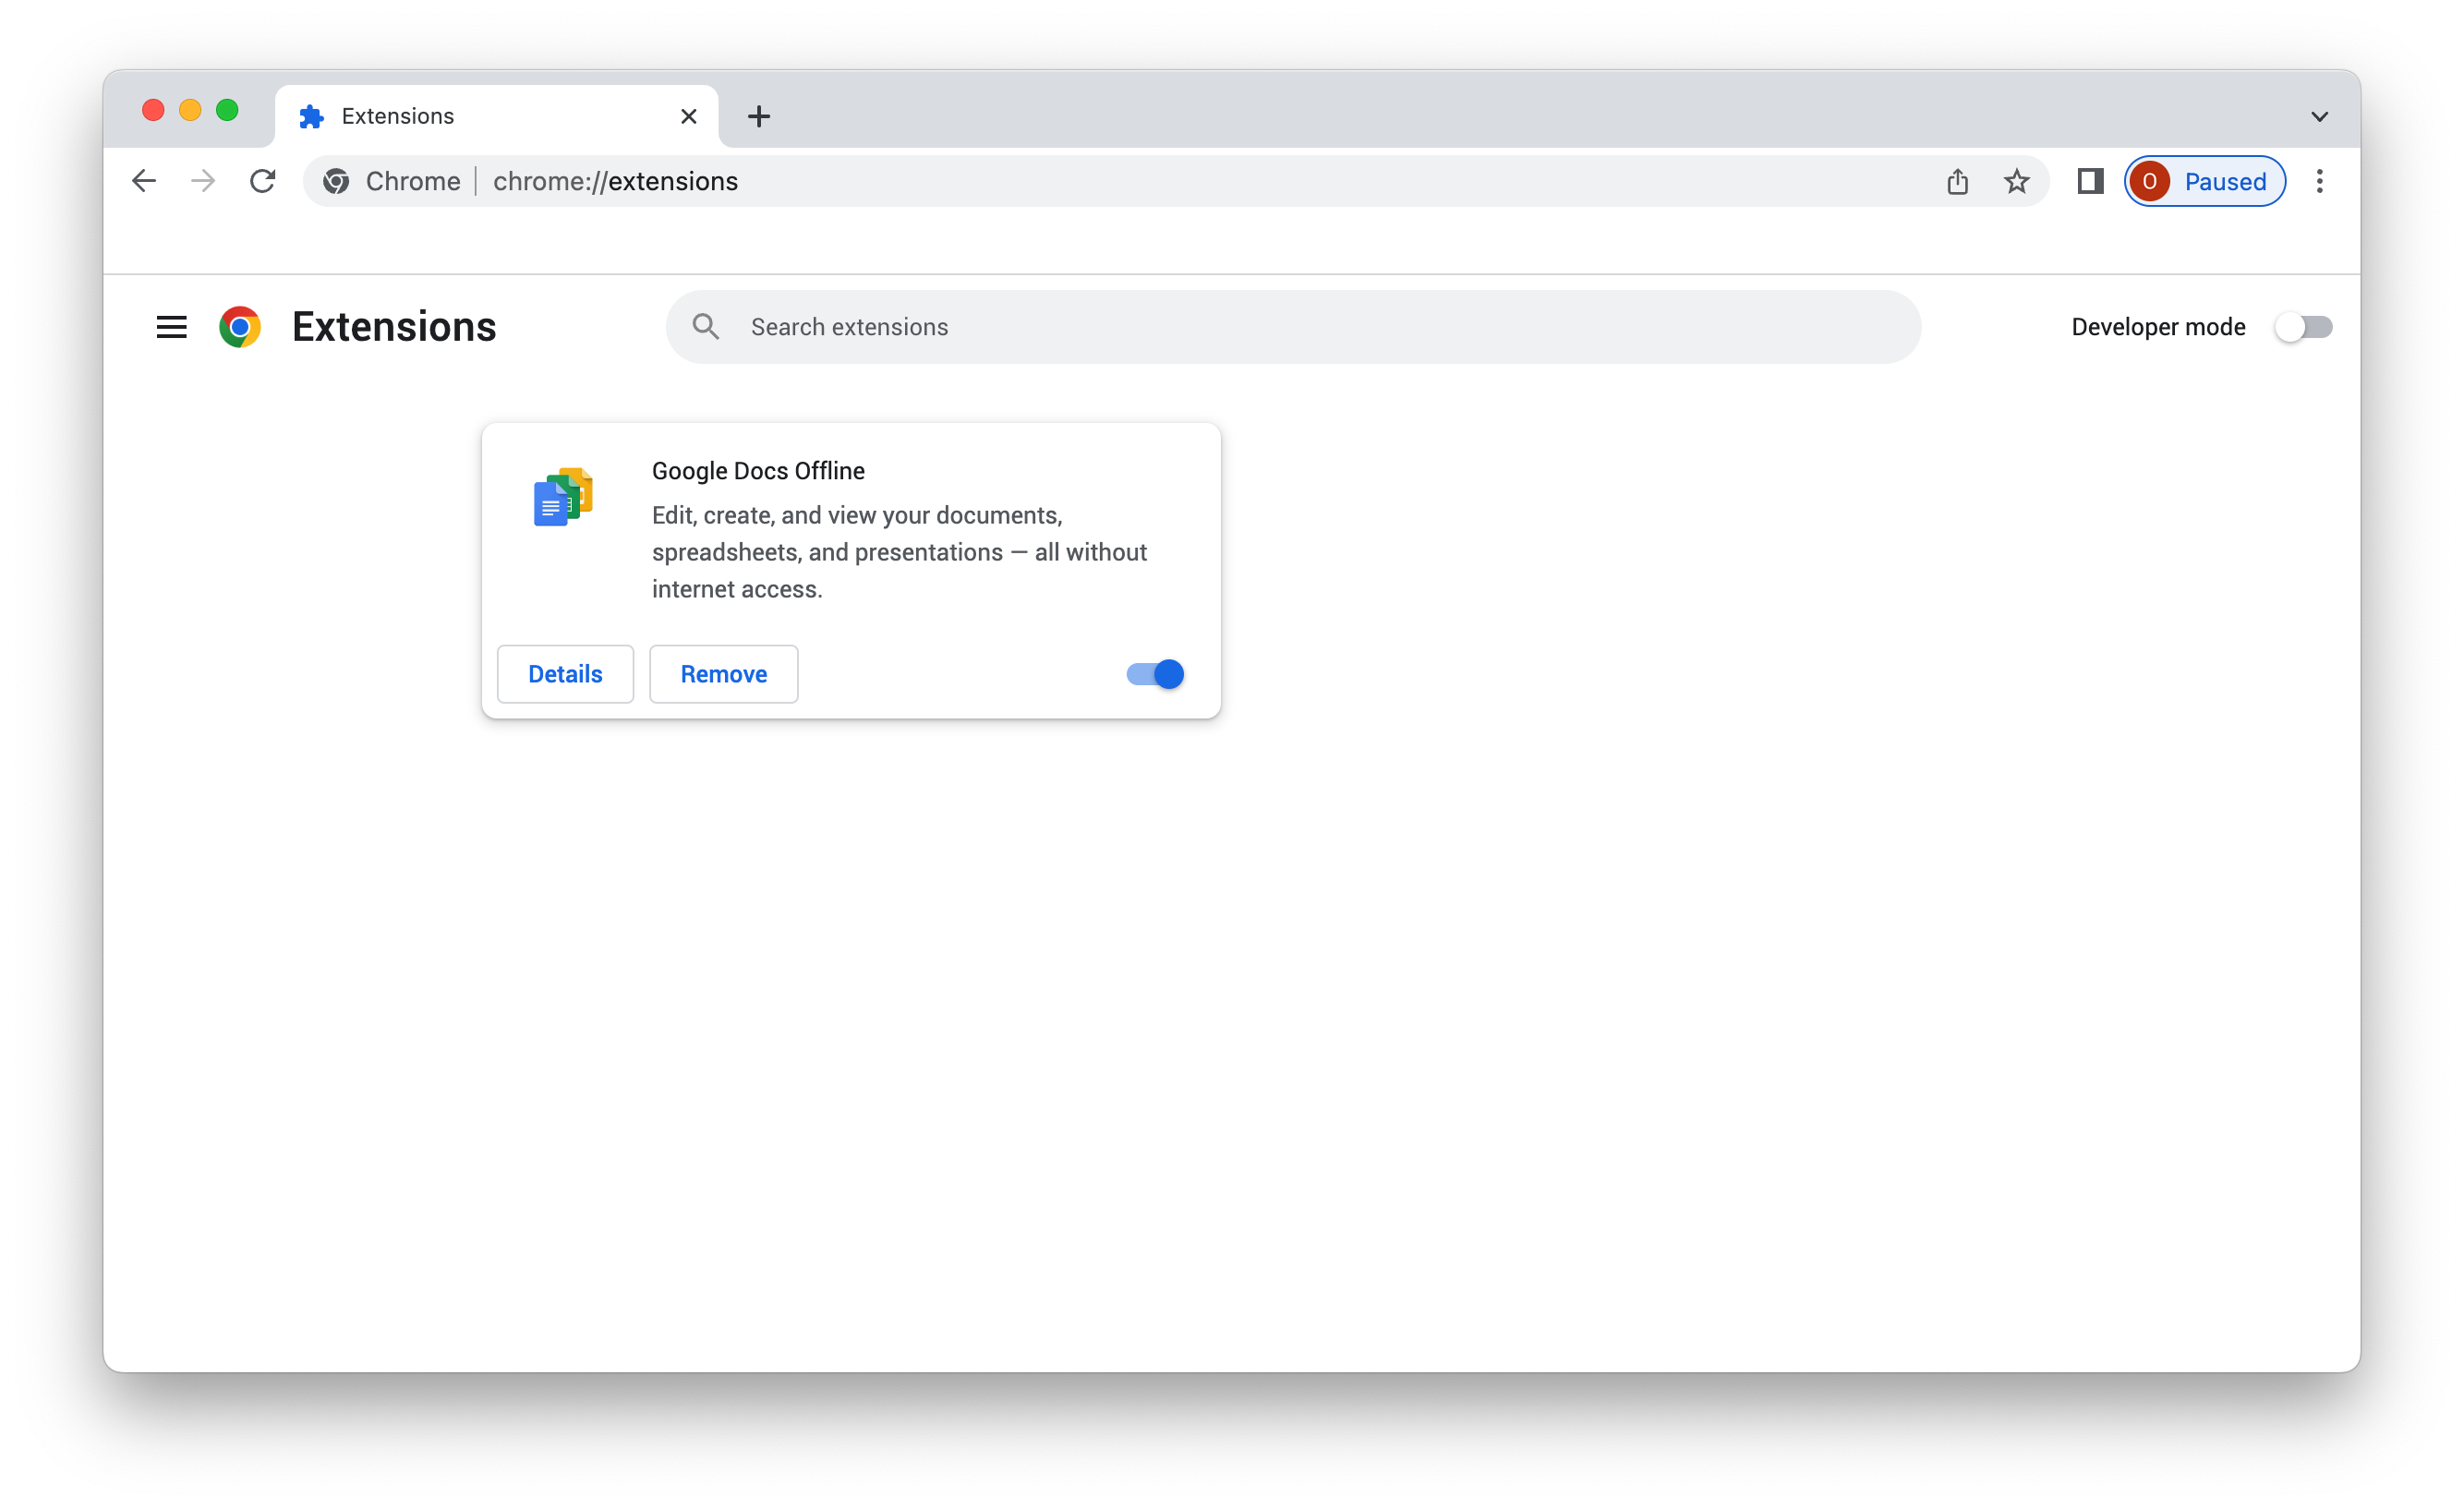 Extensions
Chrome | chrome://extensions
O Paused
Extensions
Search extensions
Developer mode
Google Docs Offline
Edit, create, and view your documents,
spreadsheets, and presentations — all without
internet access.
Details
Remove